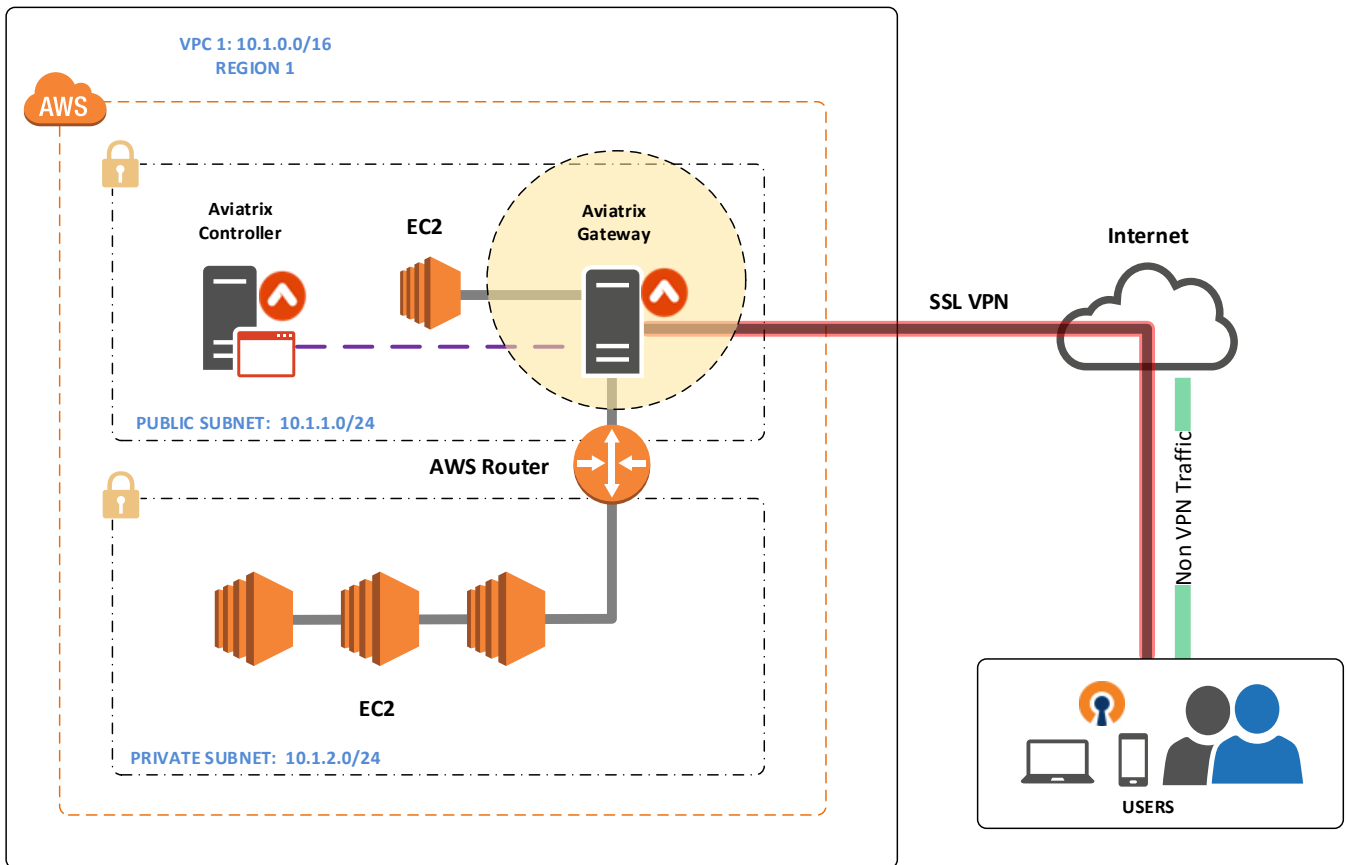 VPC 1: 10.1.0.0/16
REGION 1
AWS
Aviatrix
Controller
EC2
Aviatrix
Gateway
Internet
SSL VPN
PUBLIC SUBNET: 10.1.1.0/24
AWS Router
Non VPN Traffic
EC2
PRIVATE SUBNET: 10.1.2.0/24
USERS